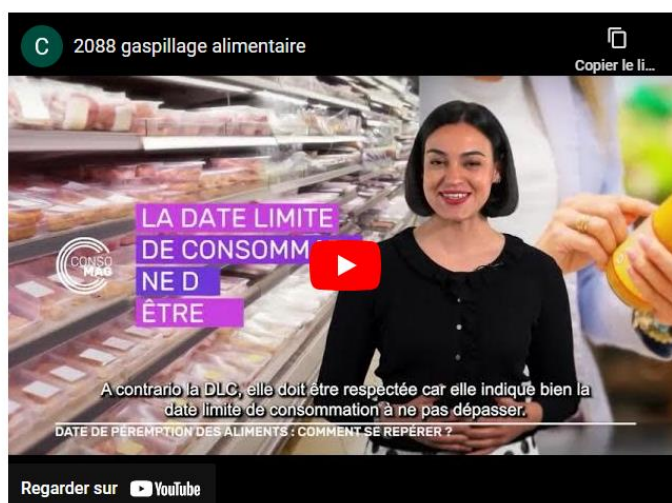 C
2088 gaspillage alimentaire
Copier le li...
LA DATE LIMITE
DE CONSOMM
NE D
ÊTRE
CONSO
MAG
A contrario la DLC, elle doit être respectée car elle indique bien la
date limite de consommation à ne pas dépasser.
DATE DE PÉREMPTION DES ALIMENTS : COMMENT SE REPÉRER ?
Regarder sur YouTube